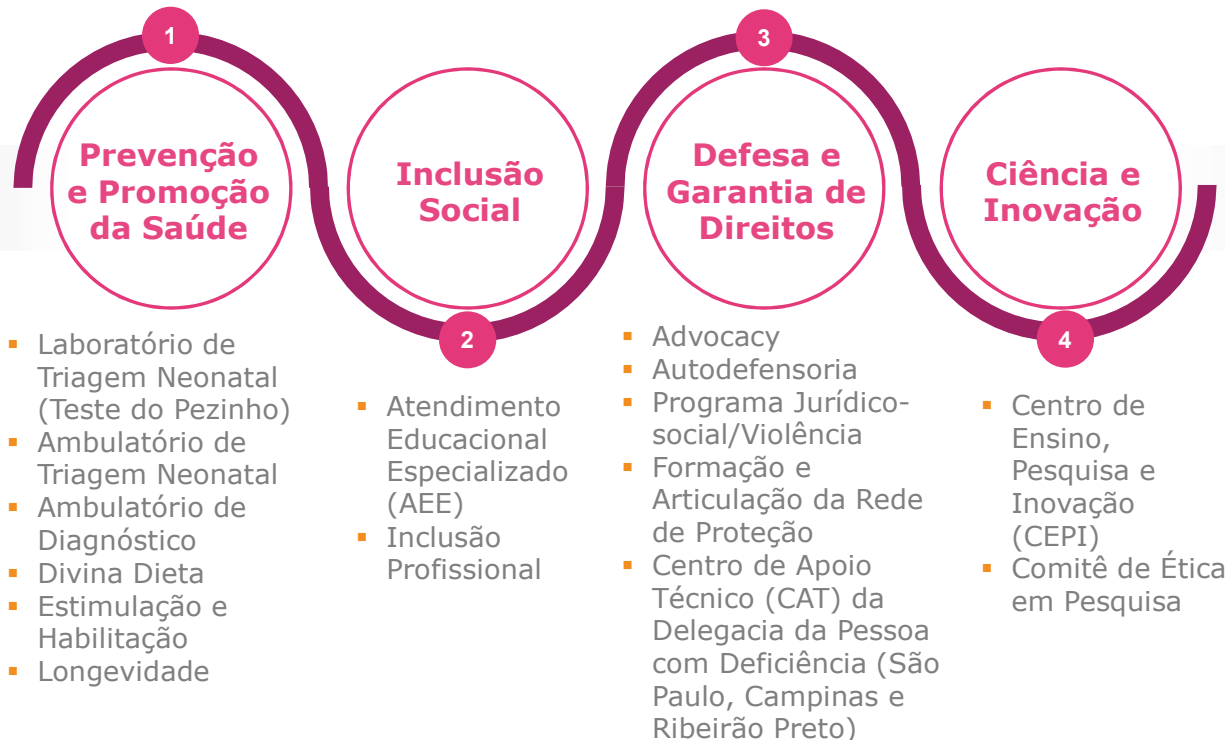 1
Prevenção
e Promoção
da Saúde
Laboratório de
Triagem Neonatal
(Teste do Pezinho)
Ambulatório de
Triagem Neonatal
Ambulatório de
Diagnóstico
Divina Dieta
Estimulação e
Habilitação
Longevidade
Inclusão
Social
2
Atendimento
Educacional
Especializado
(AEE)
Inclusão
Profissional
3
Defesa e
Garantia de
Direitos
Advocacy
Autodefensoria
Programa Jurídico-
social/Violência
Formação e
Articulação da Rede
de Proteção
Centro de Apoio
Técnico (CAT) da
Delegacia da Pessoa
com Deficiência (São
Paulo, Campinas e
Ribeirão Preto)
Ciência e
Inovação
4
Centro de
Ensino,
Pesquisa e
Inovação
(CEPI)
Comitê de Ética
em Pesquisa